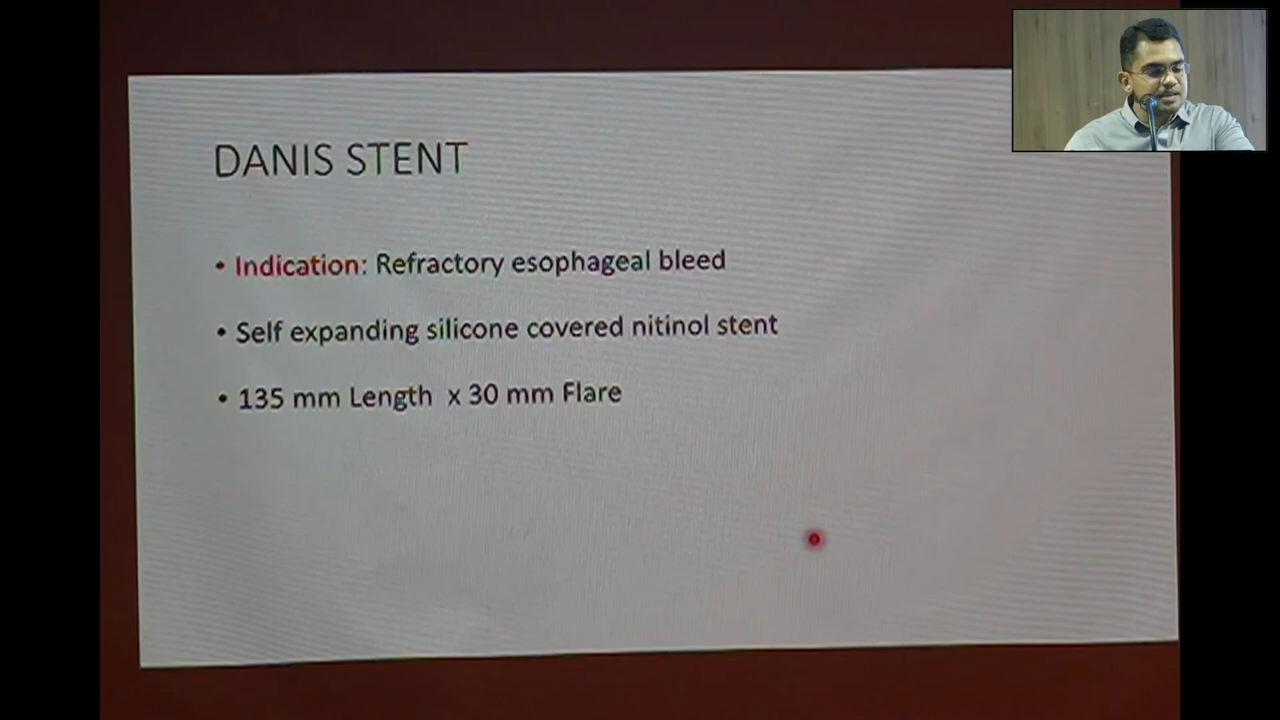 DANIS STENT
• Indication: Refractory esophageal bleed
• Self expanding silicone covered nitinol stent
• 135 mm Length x 30 mm Flare